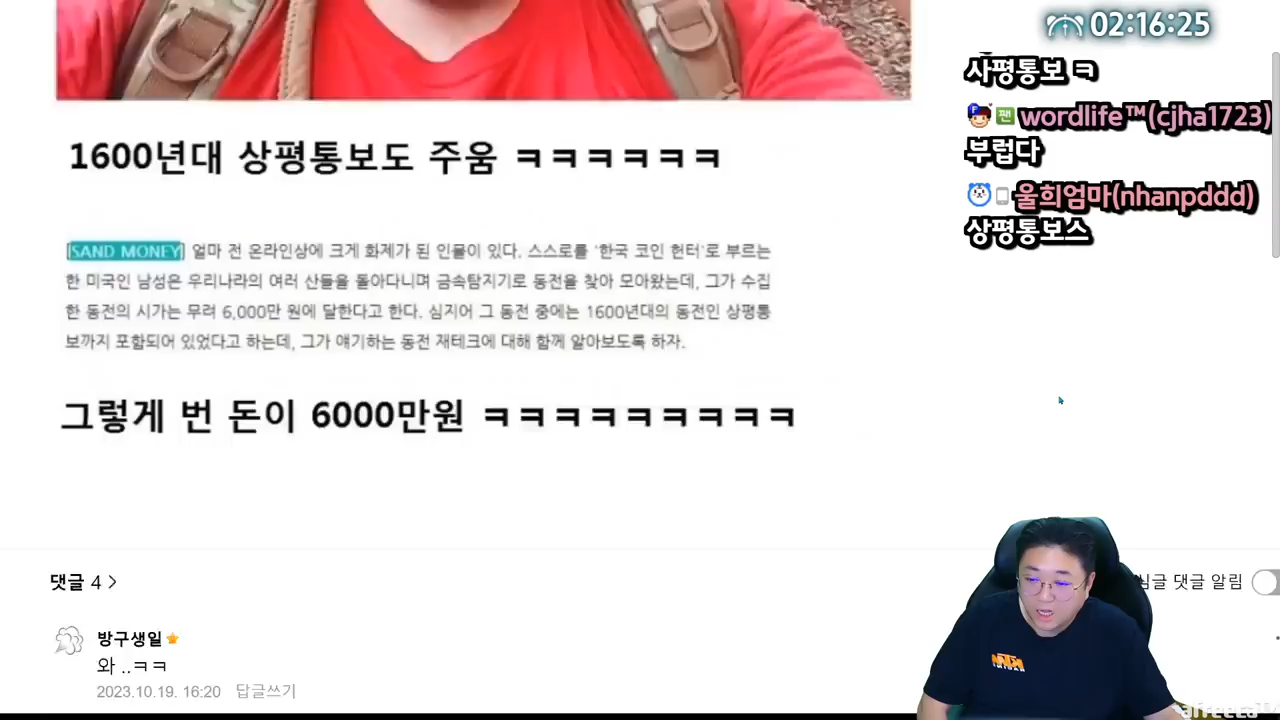 02:16:25
사평통보 ㅋ
팬 wordlife™(cjha1723)
부럽다
울희엄마(nhanpddd)
상평통보스
1600년대 상평통보도 주움 ㅋㅋㅋㅋㅋㅋ
[SAND MONEY] 얼마 전 온라인상에 크게 화제가 된 인물이 있다. 스스로를 '한국 코인 헌터'로 부르는
한 미국인 남성은 우리나라의 여러 산들을 돌아다니며 금속탐지기로 동전을 찾아 모아왔는데, 그가 수집
한 동전의 시가는 무려 6,000만 원에 달한다고 한다. 심지어 그 동전 중에는 1600년대의 동전인 상평통
보까지 포함되어 있었다고 하는데, 그가 얘기하는 동전 재테크에 대해 함께 알아보도록 하자.
그렇게 번 돈이 6000만원 ㅋㅋㅋㅋㅋㅋㅋㅋㅋ
댓글 4
댓글 알림
방구생일
와 ..ㅋㅋ
2023.10.19. 16:20 답글쓰기